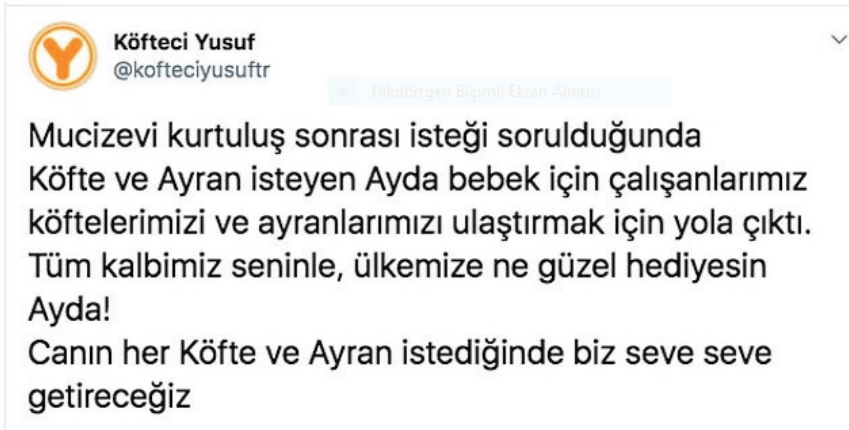 Köfteci Yusuf
@kofteciyusuftr
Dikdörtgen Biçimli Ekran Alıntısı
Mucizevi kurtuluş sonrası isteği sorulduğunda
Köfte ve Ayran isteyen Ayda bebek için çalışanlarımız
köftelerimizi ve ayranlarımızı ulaştırmak için yola çıktı.
Tüm kalbimiz seninle, ülkemize ne güzel hediyesin
Ayda!
Canın her Köfte ve Ayran istediğinde biz seve seve
getireceğiz